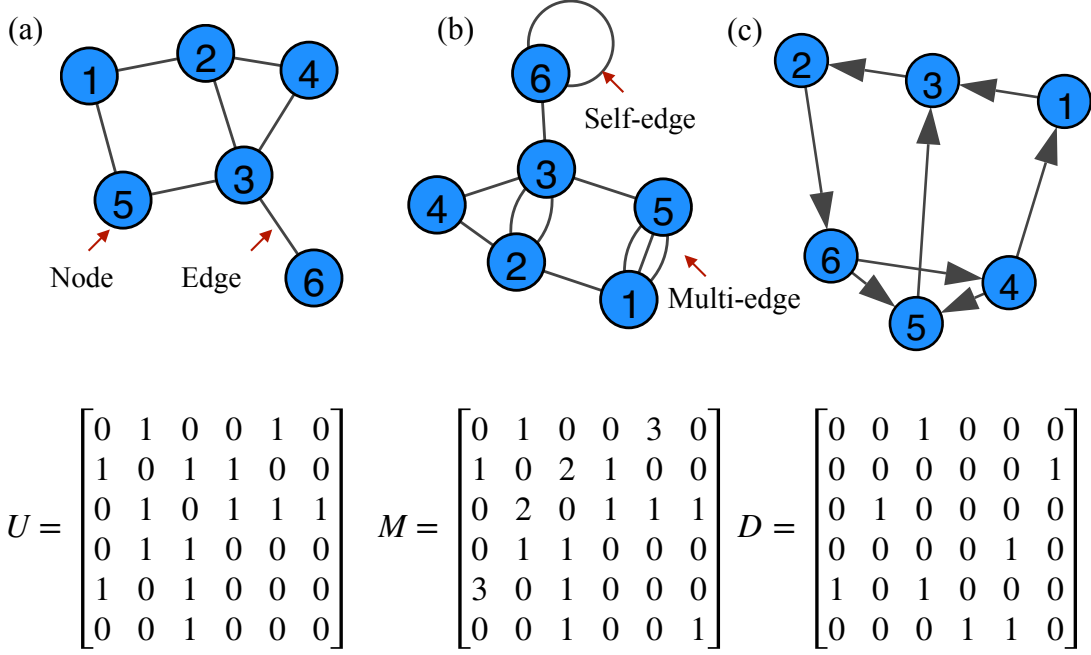 (a) (b) (c)
1 2 4 3 5 6
Node Edge
6 3 4 5 2 1
Self-edge
Multi-edge
2 3 1 6 4 5
U = [0 1 0 0 1 0
1 0 1 1 0 0
0 1 0 1 1 1
0 1 1 0 0 0
1 0 1 0 0 0
0 0 1 0 0 0]
M = [0 1 0 0 3 0
1 0 2 1 0 0
0 2 0 1 1 1
0 1 1 0 0 0
3 0 1 0 0 0
0 0 1 0 0 1]
D = [0 0 1 0 0 0
0 0 0 0 0 1
0 1 0 0 0 0
0 0 0 0 1 0
1 0 1 0 0 0
0 0 0 1 1 0]